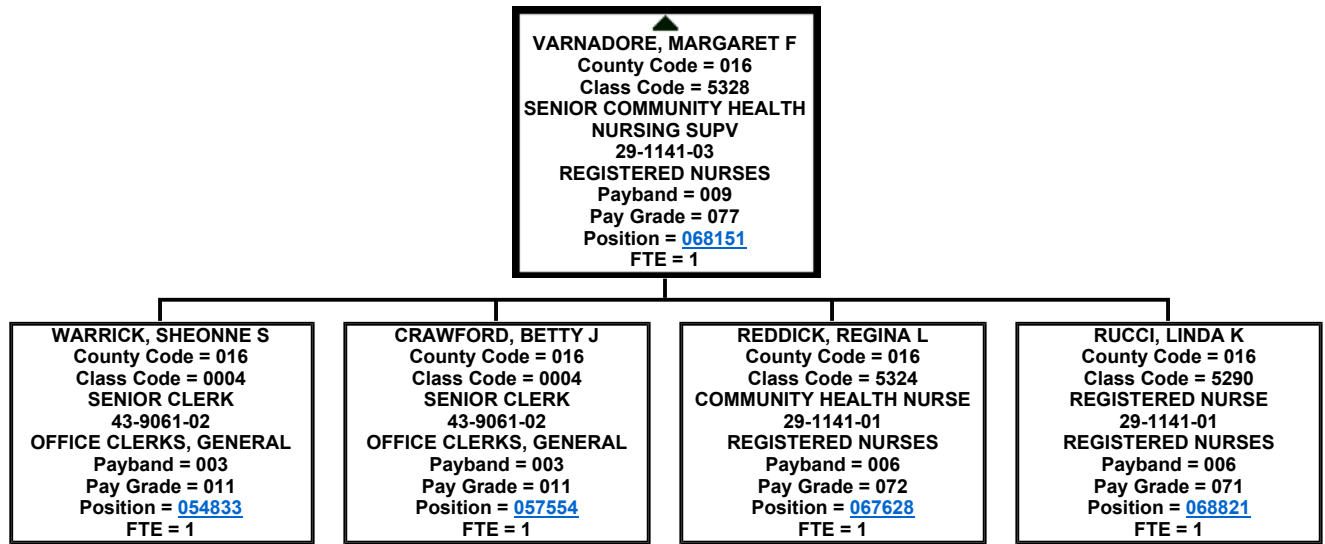 VARNADORE, MARGARET F
County Code = 016
Class Code = 5328
SENIOR COMMUNITY HEALTH
NURSING SUPV
29-1141-03
REGISTERED NURSES
Payband = 009
Pay Grade = 077
Position = 068151
FTE = 1
WARRICK, SHEONNE S
County Code = 016
Class Code = 0004
SENIOR CLERK
43-9061-02
OFFICE CLERKS, GENERAL
Payband = 003
Pay Grade = 011
Position = 054833
FTE = 1
CRAWFORD, BETTY J
County Code = 016
Class Code = 0004
SENIOR CLERK
43-9061-02
OFFICE CLERKS, GENERAL
Payband = 003
Pay Grade = 011
Position = 057554
FTE = 1
REDDICK, REGINA L
County Code = 016
Class Code = 5324
COMMUNITY HEALTH NURSE
29-1141-01
REGISTERED NURSES
Payband = 006
Pay Grade = 072
Position = 067628
FTE = 1
RUCCI, LINDA K
County Code = 016
Class Code = 5290
REGISTERED NURSE
29-1141-01
REGISTERED NURSES
Payband = 006
Pay Grade = 071
Position = 068821
FTE = 1